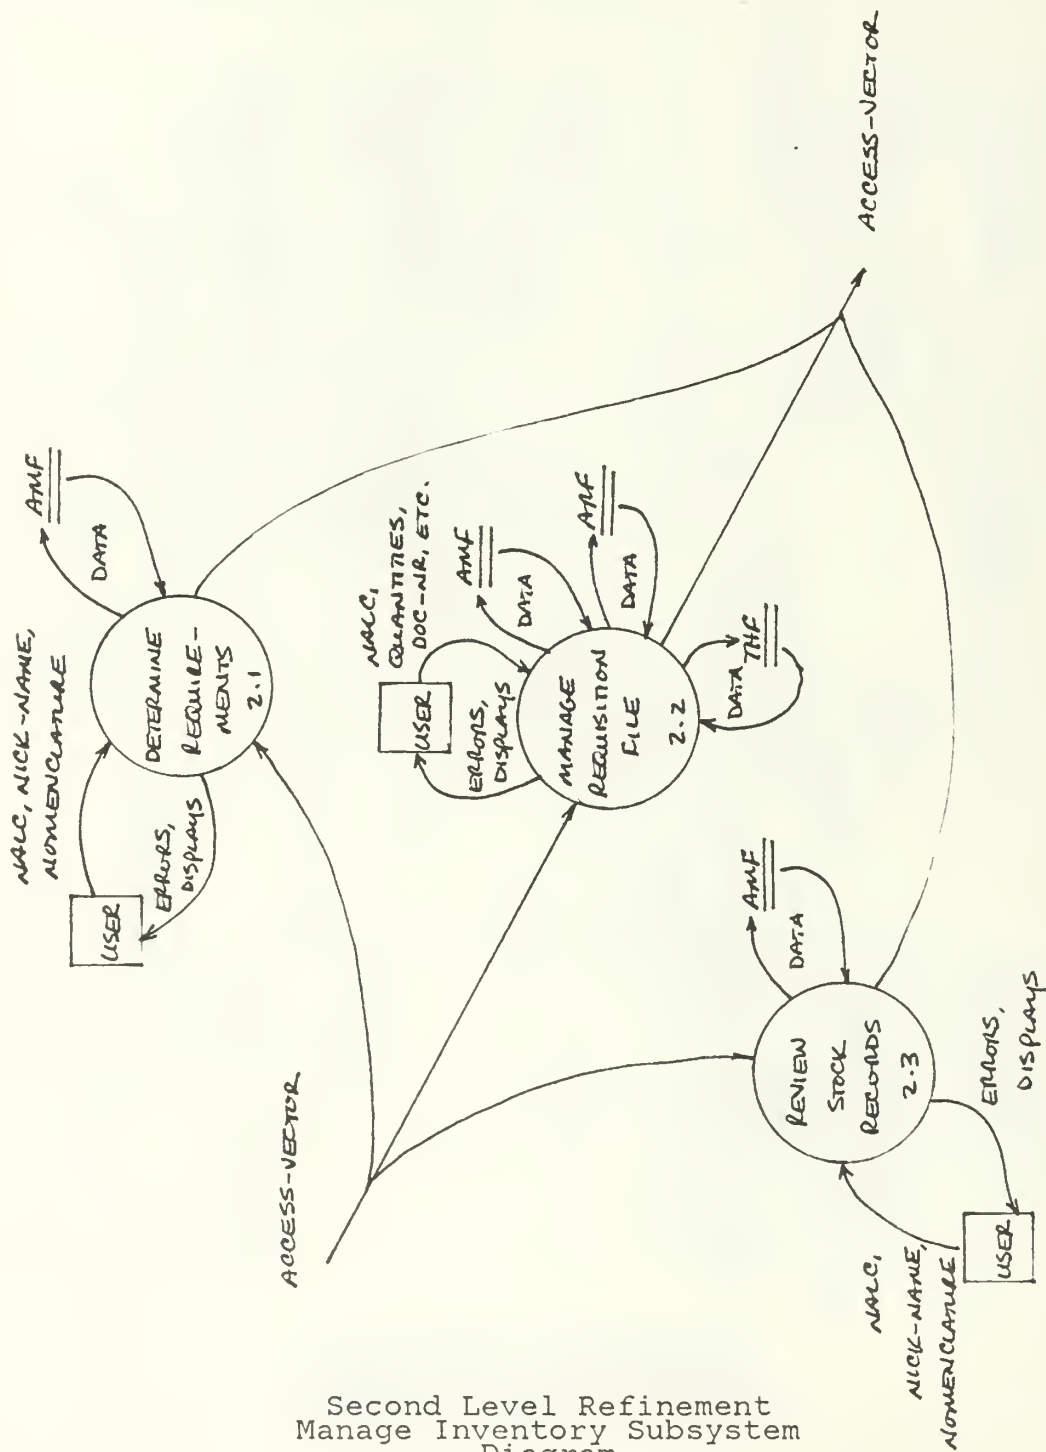 ACCESS-VECTOR
NALC, NICK-NAME,
NOMENCLATURE
USER
ERRORS,
DISPLAYS
DETERMINE
REQUIRE-
MENTS
2.1
AMF
DATA
NALC,
QUANTITIES,
DOC-NR, ETC.
USER
ERRORS,
DISPLAYS
MANAGE
REQUISITION
FILE
2.2
AMF
DATA
ARF
DATA
THF
DATA
NALC,
NICK-NAME,
NOMENCLATURE
USER
ERRORS,
DISPLAYS
REVIEW
STOCK
RECORDS
2.3
AMF
DATA
ACCESS-VECTOR
Second Level Refinement
Manage Inventory Subsystem
Diagram